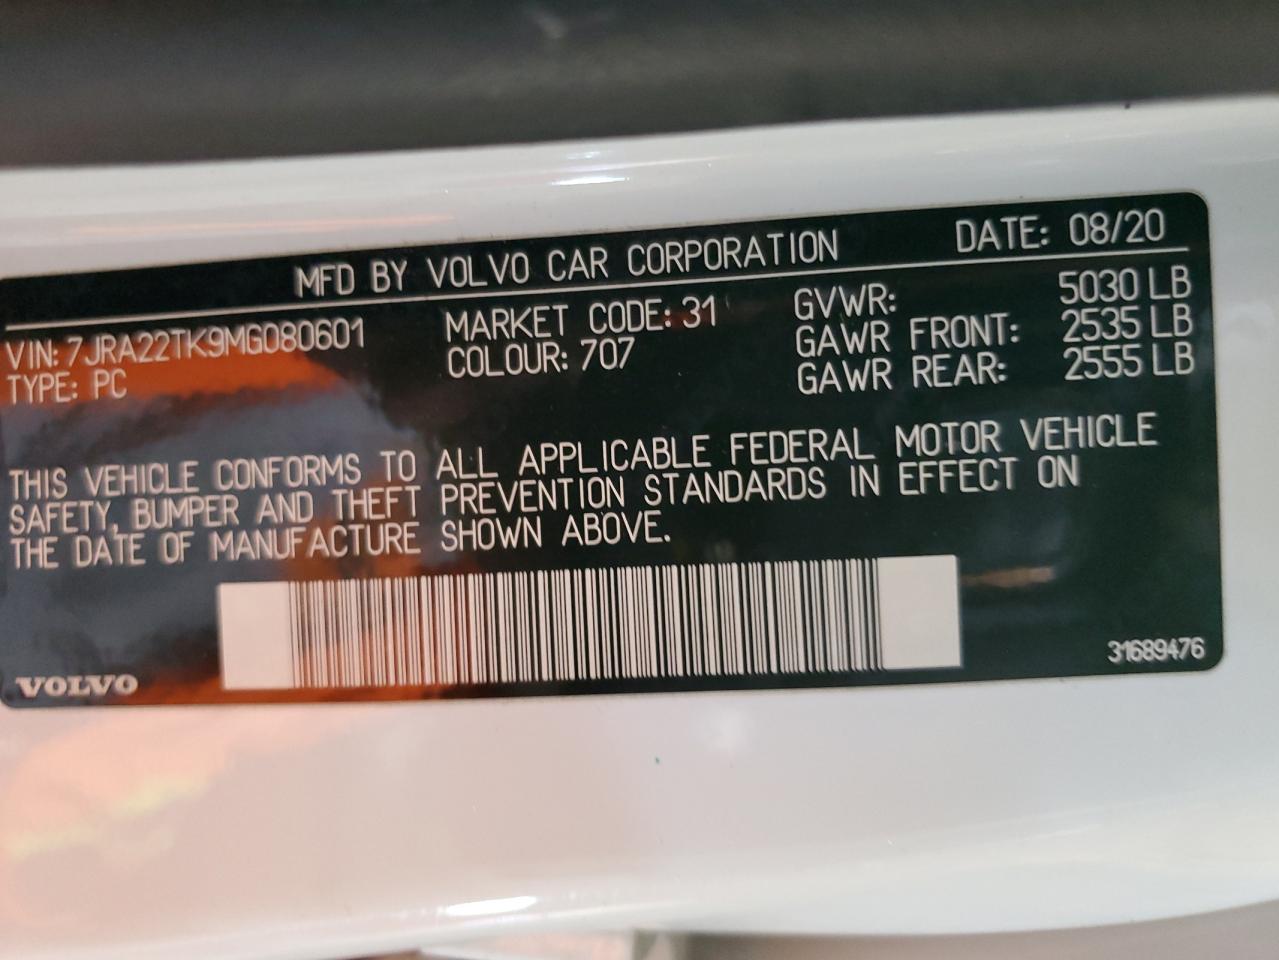 MFD BY VOLVO CAR CORPORATION DATE: 08/20
VIN: 7JRA22TK9MG080601 MARKET CODE: 31 GVWR: 5030 LB
TYPE: PC COLOUR: 707 GAWR FRONT: 2535 LB
GAWR REAR: 2555 LB
THIS VEHICLE CONFORMS TO ALL APPLICABLE FEDERAL MOTOR VEHICLE
SAFETY, BUMPER AND THEFT PREVENTION STANDARDS IN EFFECT ON
THE DATE OF MANUFACTURE SHOWN ABOVE.
VOLVO 31689476